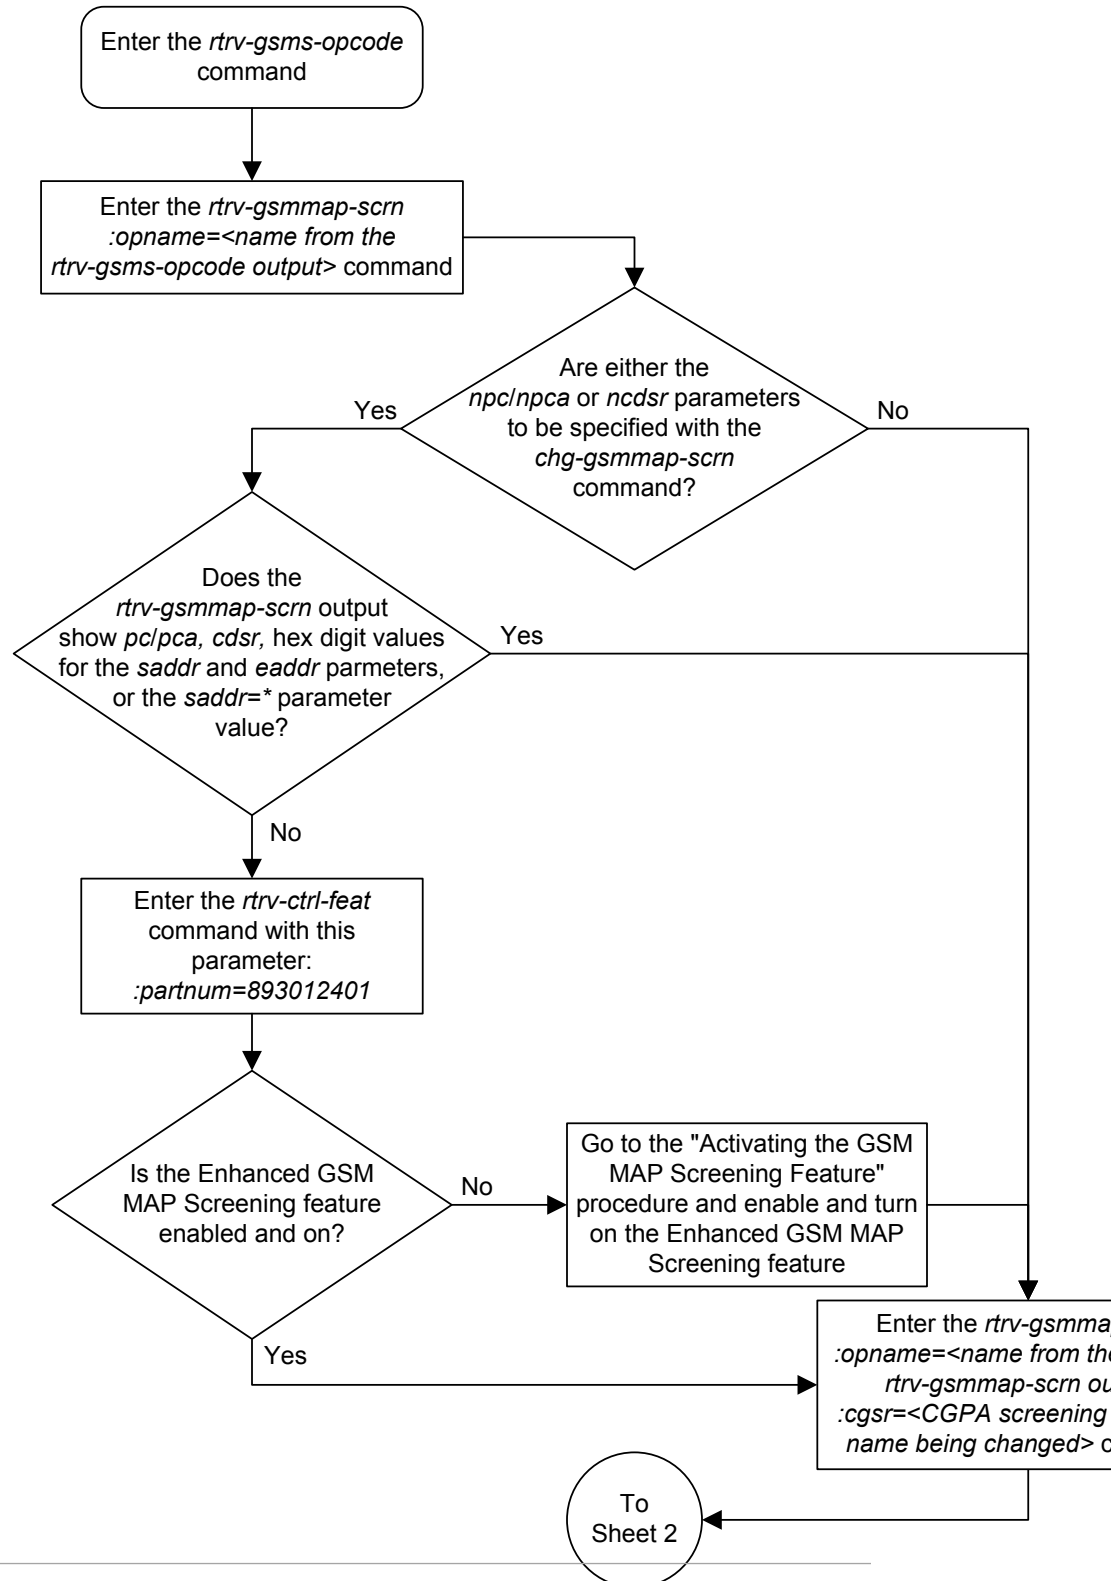 Enter the rtrv-gsms-opcode
command
Enter the rtrv-gsmmap-scrn
:opname=<name from the
rtrv-gsms-opcode output> command
Are either the
npc/npca or ncdsr parameters
to be specified with the
chg-gsmmap-scrn
command?
Yes
No
Does the
rtrv-gsmmap-scrn output
show pc/pca, cdsr, hex digit values
for the saddr and eaddr parmeters,
or the saddr=* parameter
value?
Yes
No
Enter the rtrv-ctrl-feat
command with this
parameter:
:partnum=893012401
Is the Enhanced GSM
MAP Screening feature
enabled and on?
No
Yes
Go to the "Activating the GSM
MAP Screening Feature"
procedure and enable and turn
on the Enhanced GSM MAP
Screening feature
Enter the
:opname=<name from
rtrv-gsmmap-scrn
:cgsr=<CGPA screening
name being changed>
To
Sheet 2